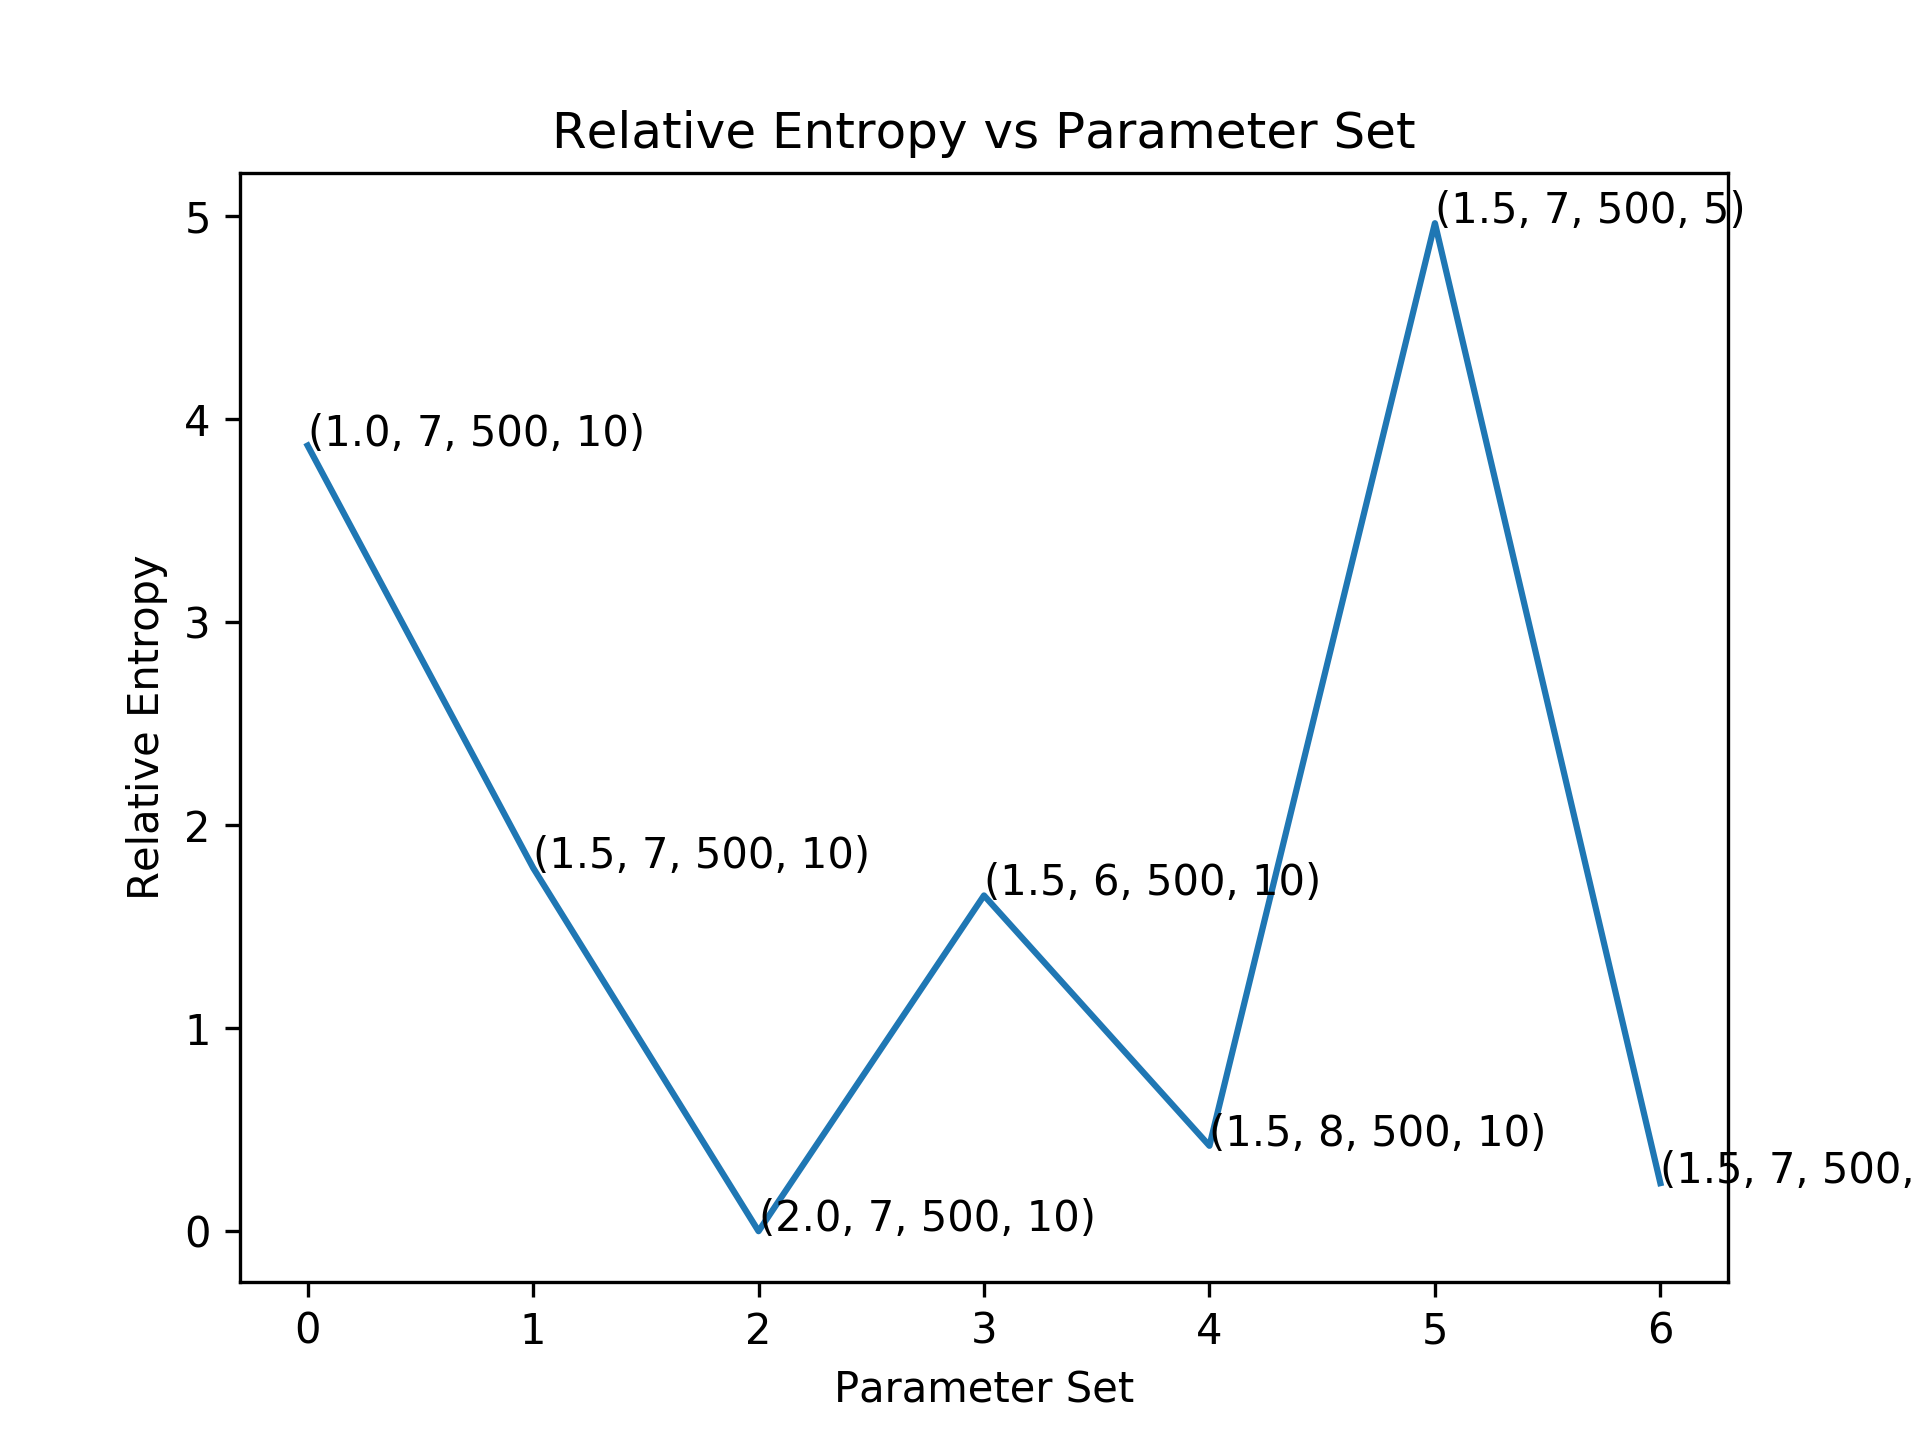 Relative Entropy vs Parameter Set
Relative Entropy
5
4
3
2
1
0
(1.0, 7, 500, 10)
(1.5, 7, 500, 10)
(2.0, 7, 500, 10)
(1.5, 6, 500, 10)
(1.5, 8, 500, 10)
(1.5, 7, 500, 5)
(1.5, 7, 500,
0 1 2 3 4 5 6
Parameter Set